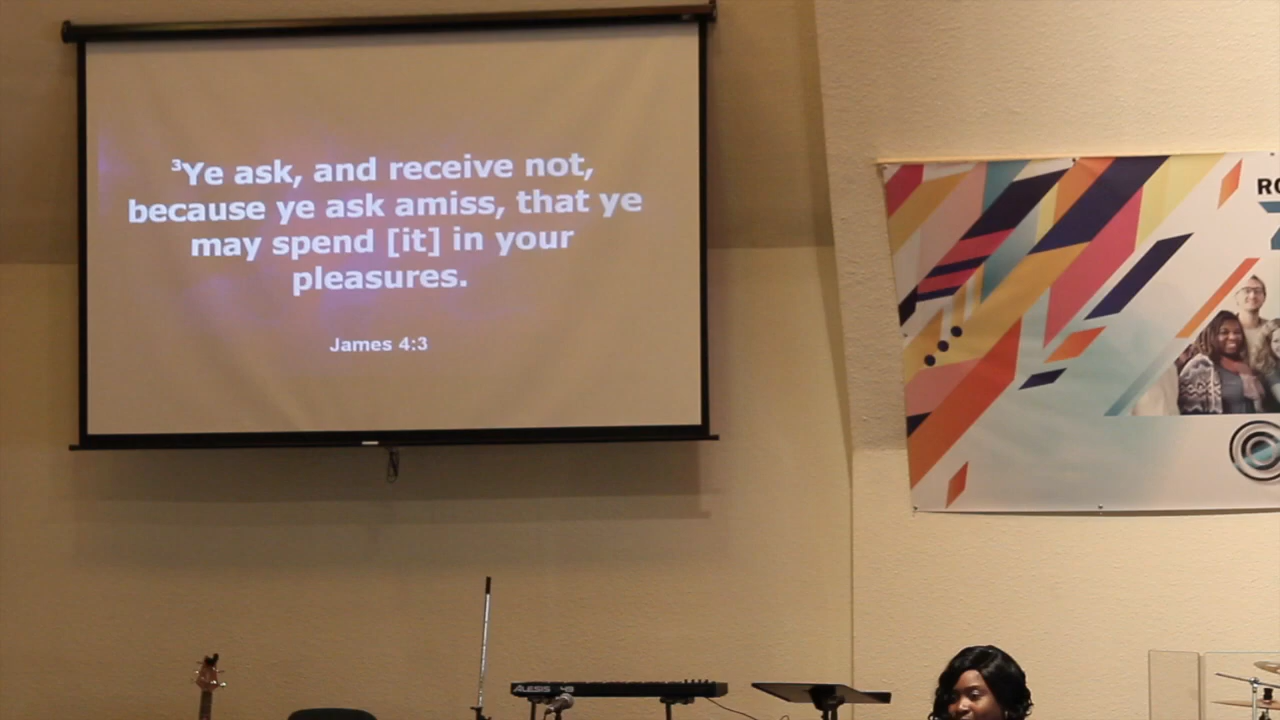 ³Ye ask, and receive not,
because ye ask amiss, that ye
may spend [it] in your
pleasures.
James 4:3
ALESIS